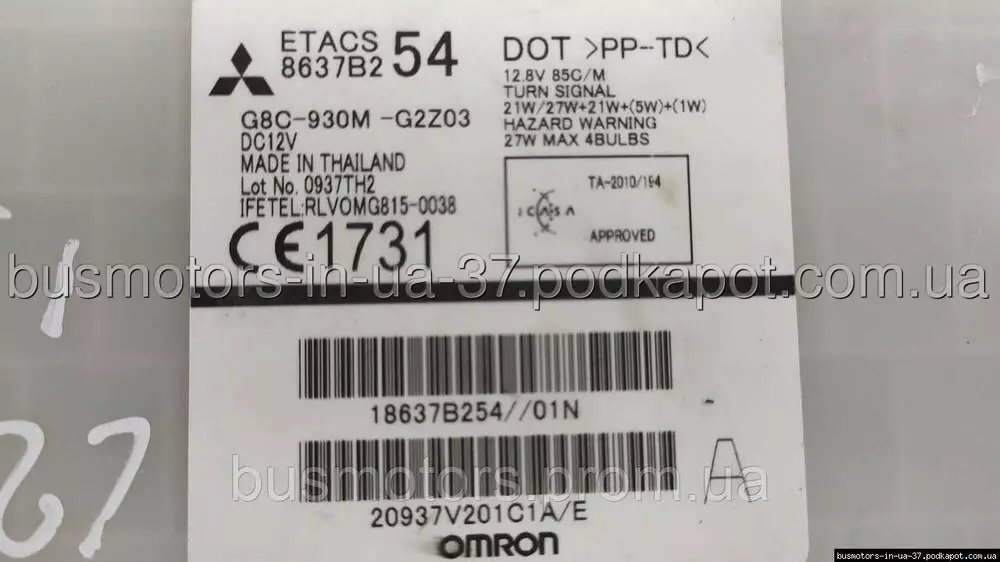 ETACS
8637B2 54
G8C-930M -G2Z03
DC12V
MADE IN THAILAND
Lot No. 0937TH2
IFETEL:RLVOMG815-0038
CE1731
DOT >PP-TD<
12.8V 85C/M
TURN SIGNAL
21W/27W+21W+(5W)+(1W)
HAZARD WARNING
27W MAX 4BULBS
TA-2010/194
ICASA
APPROVED
busmotors-in-ua-37.podkapot.com.ua
18637B254//01N
20937V201C1A/E
A
busmotors.prom.ua
OMRON
27
busmotors-in-ua-37.podkapot.com.ua